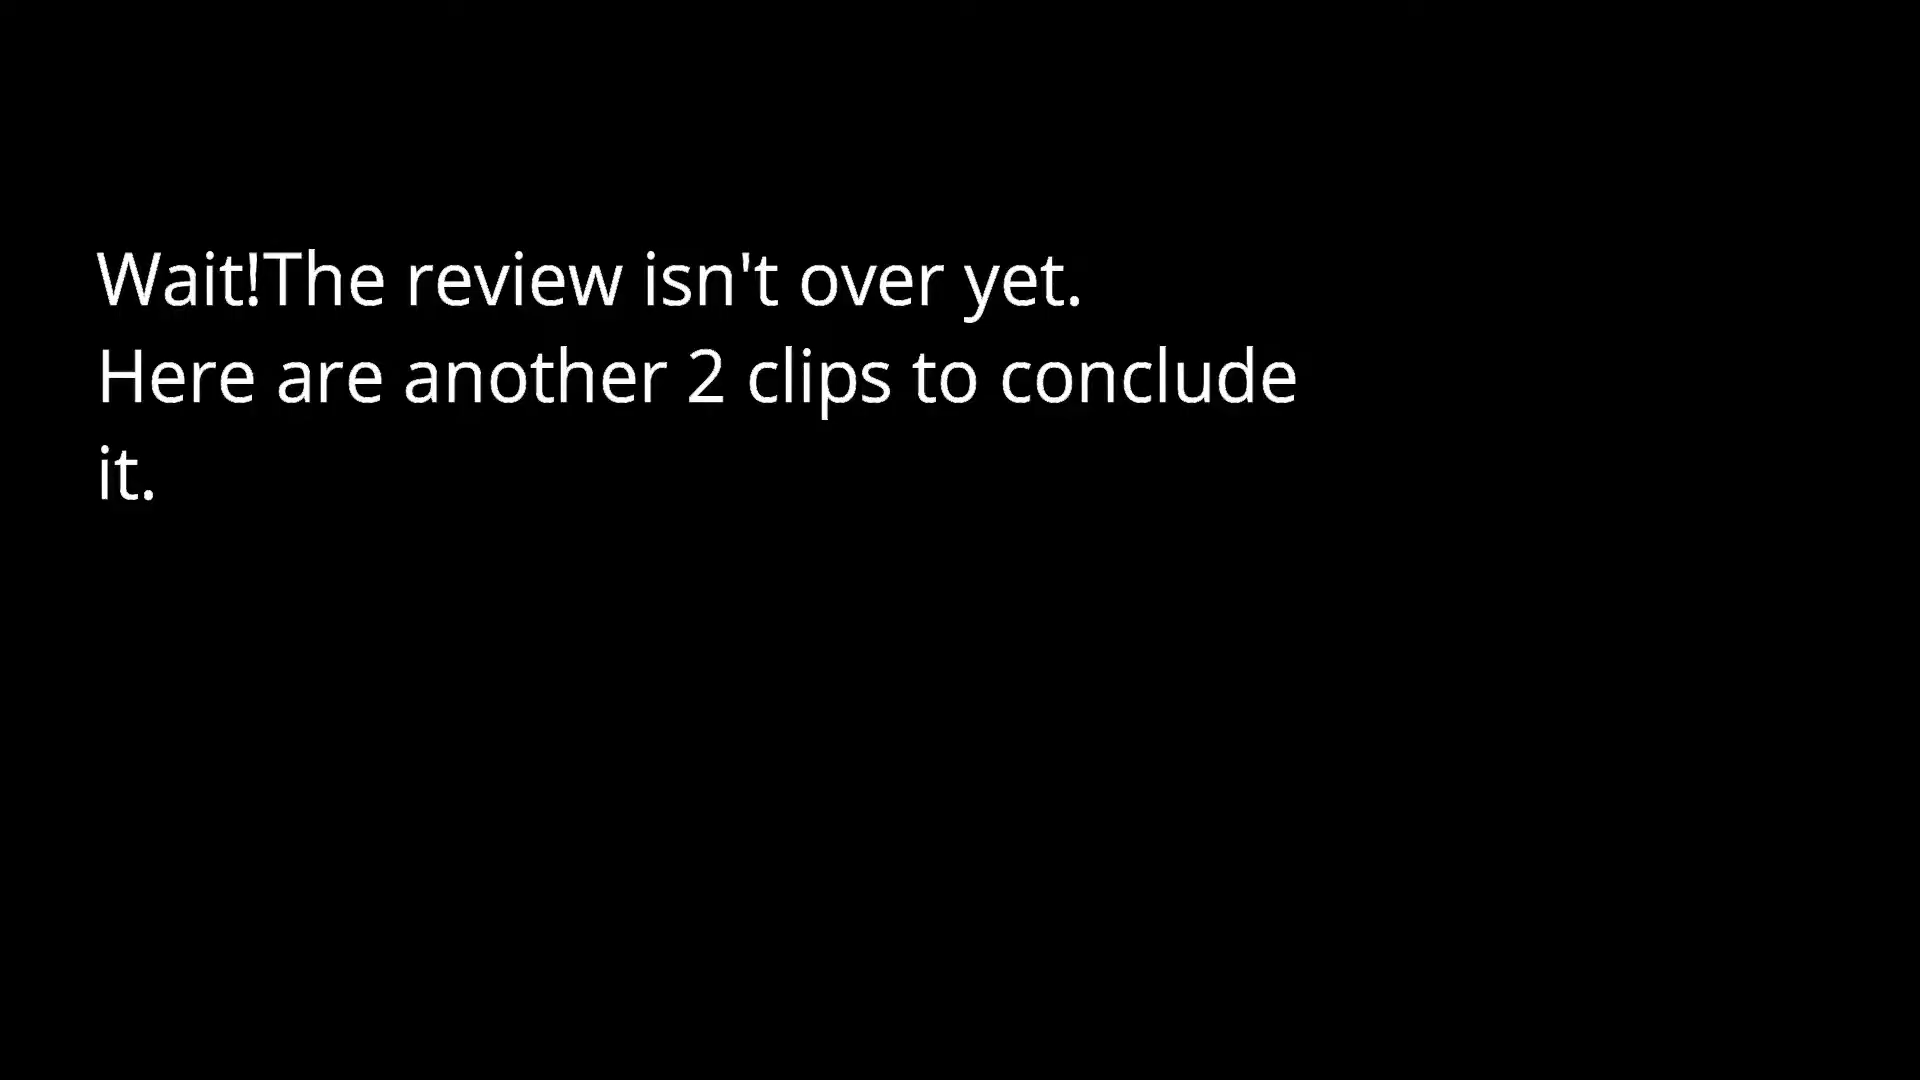 Wait!The review isn't over yet.
Here are another 2 clips to conclude
it.